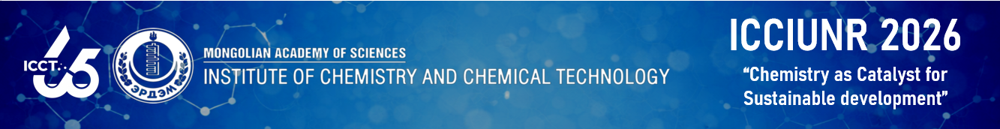 ICCT
65
ЭРДЭМ
MONGOLIAN ACADEMY OF SCIENCES
INSTITUTE OF CHEMISTRY AND CHEMICAL TECHNOLOGY
ICCIUNR 2026
“Chemistry as Catalyst for
Sustainable development”